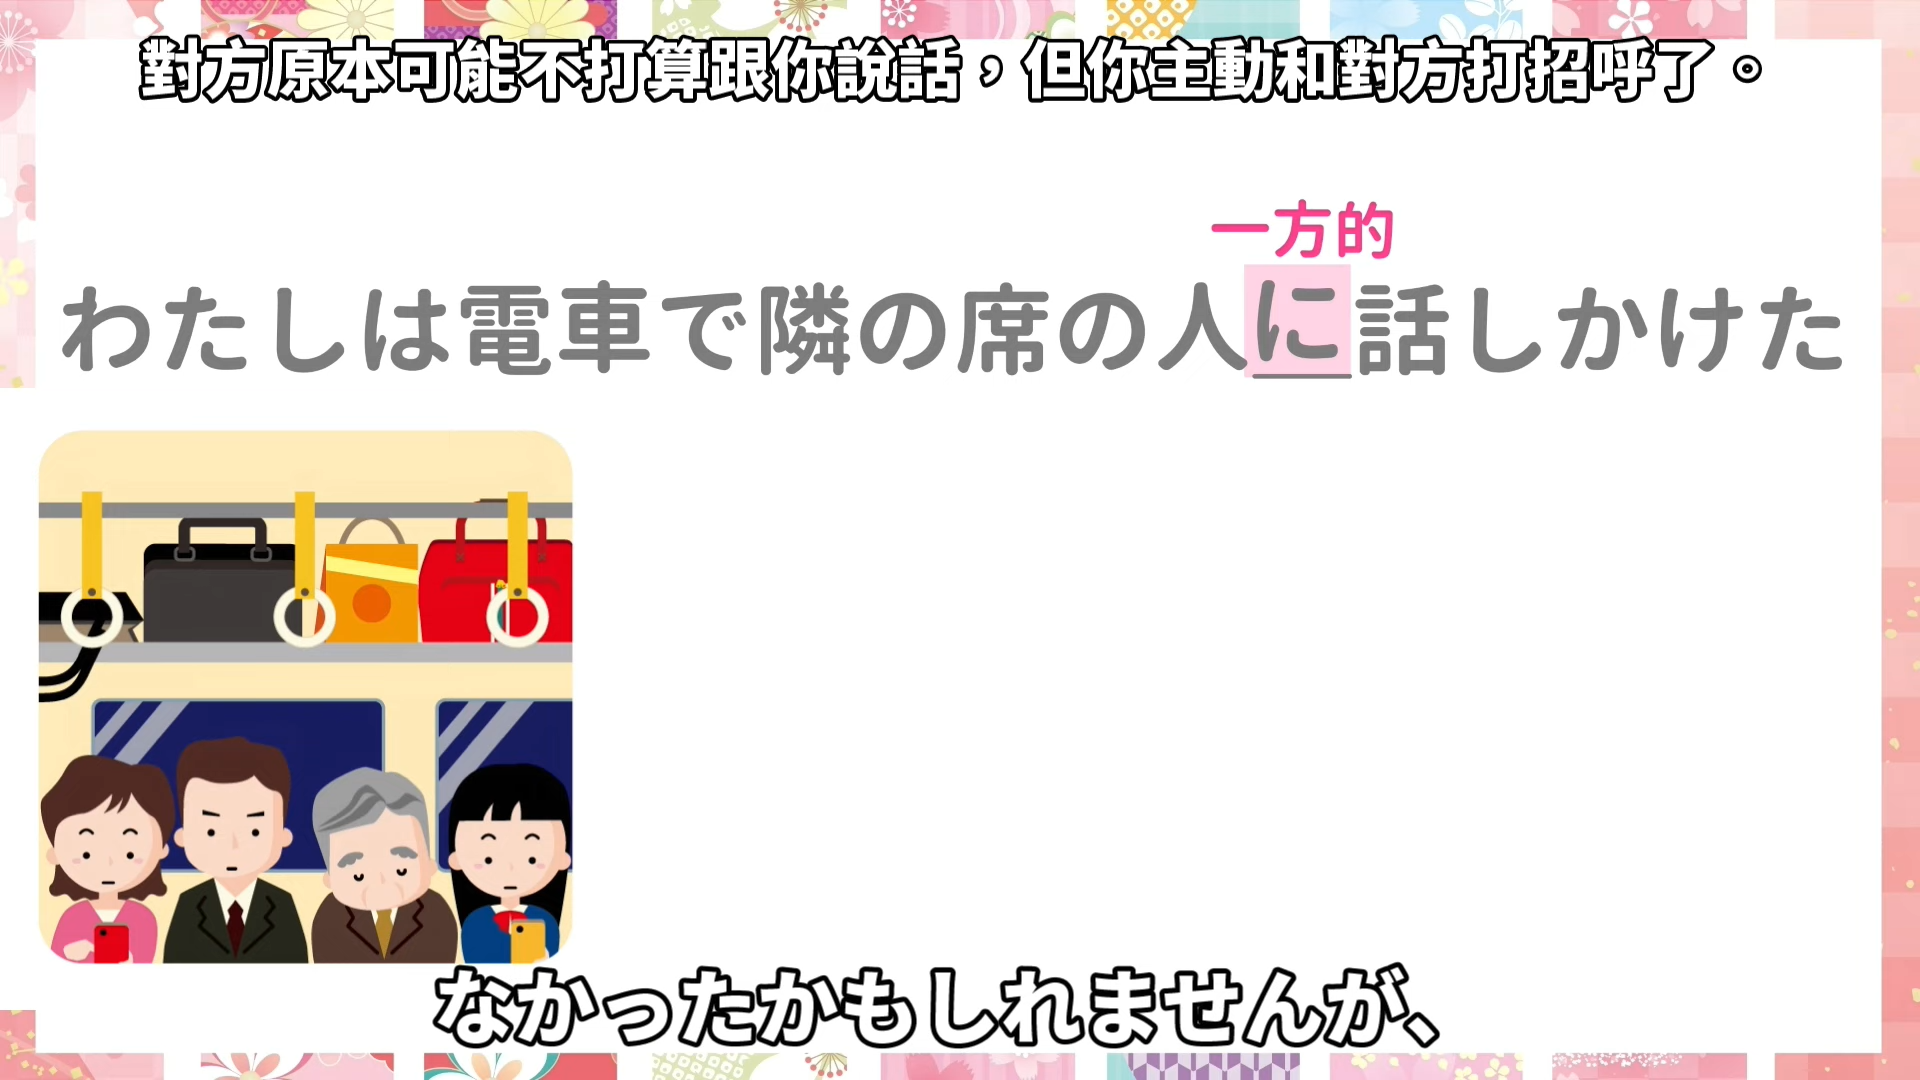 對方原本可能不打算跟你說話，但你主動和對方打招呼了。
一方的
わたしは電車で隣の席の人に話しかけた
なかったかもしれませんが、